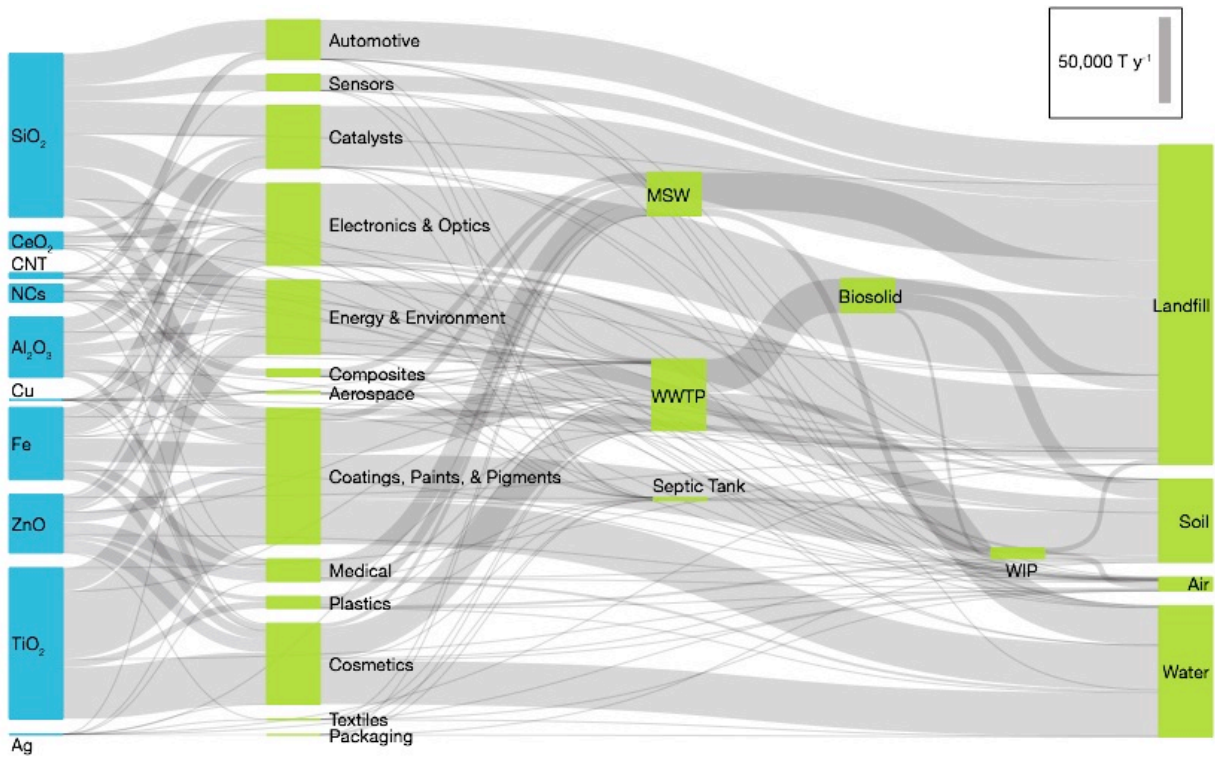 50,000 T y⁻¹
SiO₂
CeO₂
CNT
NCs
Al₂O₃
Cu
Fe
ZnO
TiO₂
Ag
Automotive
Sensors
Catalysts
Electronics & Optics
Energy & Environment
Composites
Aerospace
Coatings, Paints, & Pigments
Medical
Plastics
Cosmetics
Textiles
Packaging
MSW
WWTP
Septic Tank
Biosolid
WIP
Landfill
Soil
Air
Water